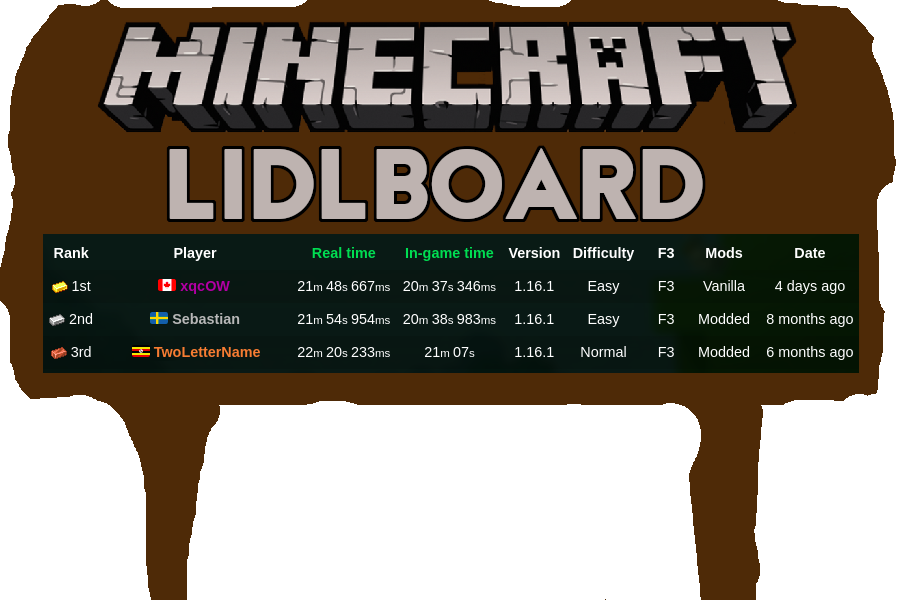 MINECRAFT
LIDLBOARD
Rank Player Real time In-game time Version Difficulty F3 Mods Date
1st xqcOW 21m 48s 667ms 20m 37s 346ms 1.16.1 Easy F3 Vanilla 4 days ago
2nd Sebastian 21m 54s 954ms 20m 38s 983ms 1.16.1 Easy F3 Modded 8 months ago
3rd TwoLetterName 22m 20s 233ms 21m 07s 1.16.1 Normal F3 Modded 6 months ago